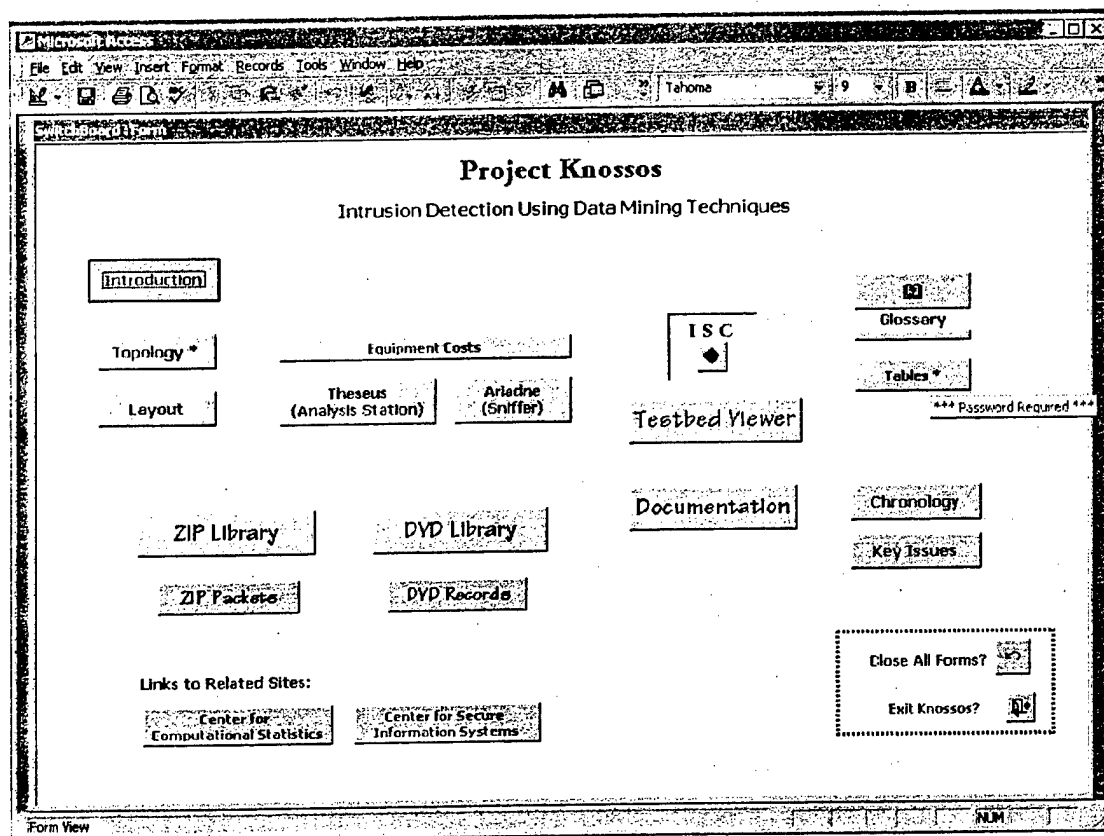 Microsoft Access
File Edit View Insert Format Records Tools Window Help
Tahoma 9 B
SwitchBoard : Form
Project Knossos
Intrusion Detection Using Data Mining Techniques
Introduction
Topology *
Layout
Equipment Costs
Theseus
(Analysis Station)
Ariadne
(Sniffer)
I S C
Testbed Viewer
Documentation
Glossary
Tables *
*** Password Required ***
Chronology
Key Issues
ZIP Library
DVD Library
ZIP Packets
DVD Records
Close All Forms?
Exit Knossos?
Links to Related Sites:
Center for
Computational Statistics
Center for Secure
Information Systems
Form View
NUM